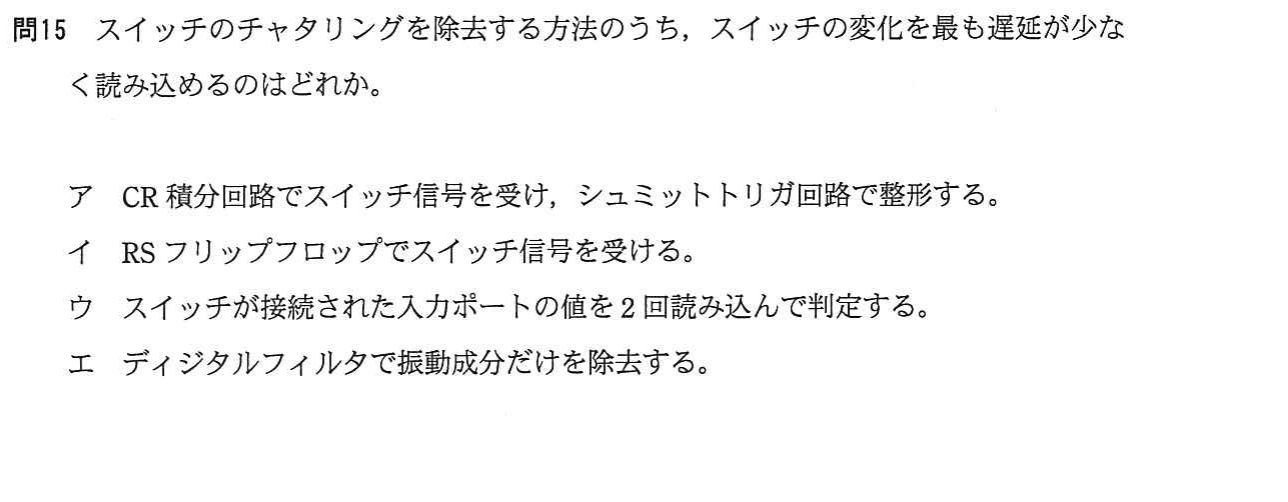 問15　スイッチのチャタリングを除去する方法のうち，スイッチの変化を最も遅延が少な
く読み込めるのはどれか。
ア　CR 積分回路でスイッチ信号を受け，シュミットトリガ回路で整形する。
イ　RS フリップフロップでスイッチ信号を受ける。
ウ　スイッチが接続された入力ポートの値を 2 回読み込んで判定する。
エ　ディジタルフィルタで振動成分だけを除去する。